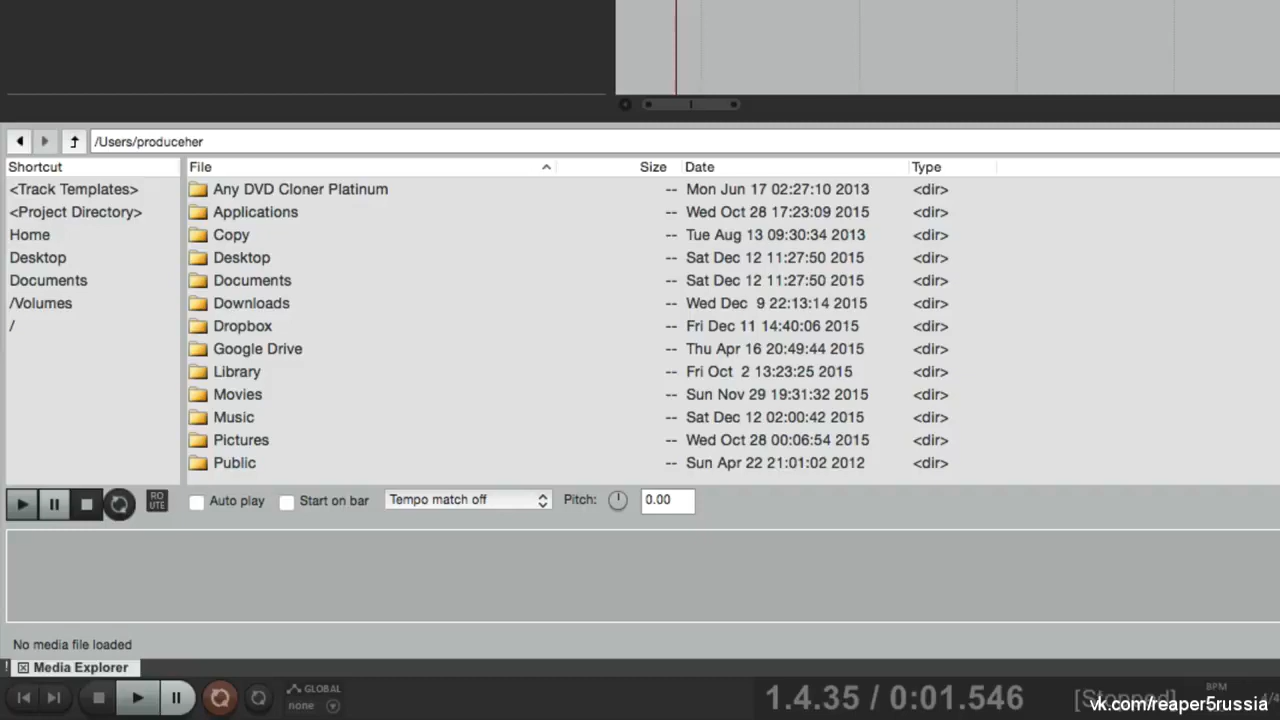 /Users/produceher
Shortcut
File Size Date Type
<Track Templates>
<Project Directory>
Home
Desktop
Documents
/Volumes
/
Any DVD Cloner Platinum -- Mon Jun 17 02:27:10 2013 <dir>
Applications -- Wed Oct 28 17:23:09 2015 <dir>
Copy -- Tue Aug 13 09:30:34 2013 <dir>
Desktop -- Sat Dec 12 11:27:50 2015 <dir>
Documents -- Sat Dec 12 11:27:50 2015 <dir>
Downloads -- Wed Dec 9 22:13:14 2015 <dir>
Dropbox -- Fri Dec 11 14:40:06 2015 <dir>
Google Drive -- Thu Apr 16 20:49:44 2015 <dir>
Library -- Fri Oct 2 13:23:25 2015 <dir>
Movies -- Sun Nov 29 19:31:32 2015 <dir>
Music -- Sat Dec 12 02:00:42 2015 <dir>
Pictures -- Wed Oct 28 00:06:54 2015 <dir>
Public -- Sun Apr 22 21:01:02 2012 <dir>
RO
UTE
Auto play Start on bar Tempo match off Pitch: 0.00
No media file loaded
! Media Explorer
GLOBAL
none
1.4.35 / 0:01.546
[Stopped]
BPM
vk.com/reaper5russia